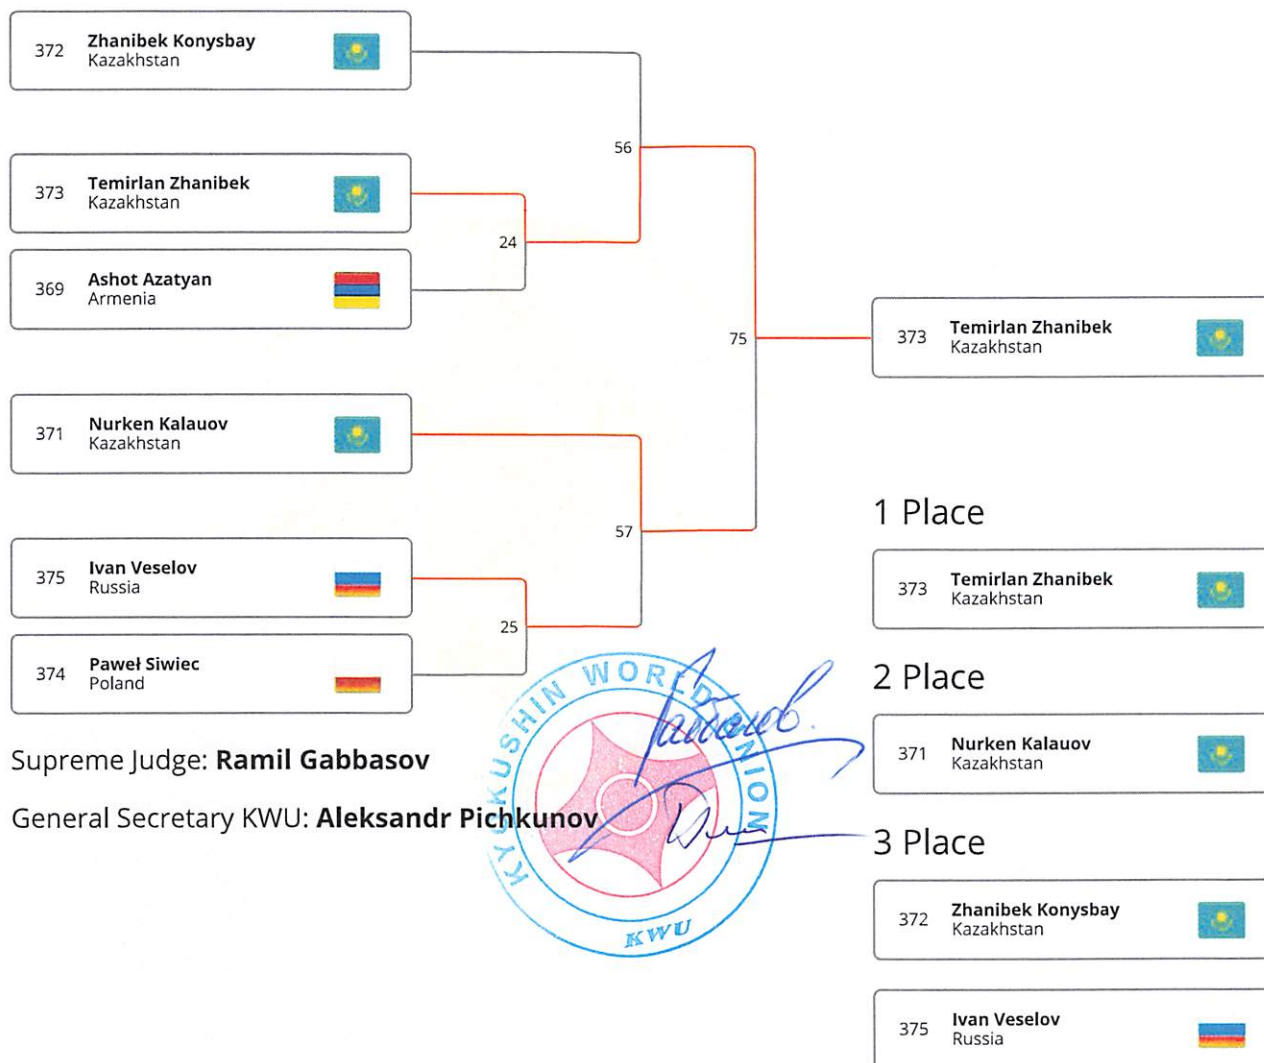 372 Zhanibek Konysbay
Kazakhstan
56
373 Temirlan Zhanibek
Kazakhstan
24
369 Ashot Azatyan
Armenia
75
373 Temirlan Zhanibek
Kazakhstan
371 Nurken Kalauov
Kazakhstan
57
375 Ivan Veselov
Russia
25
374 Paweł Siwiec
Poland
1 Place
373 Temirlan Zhanibek
Kazakhstan
2 Place
371 Nurken Kalauov
Kazakhstan
3 Place
372 Zhanibek Konysbay
Kazakhstan
375 Ivan Veselov
Russia
Supreme Judge: Ramil Gabbasov
General Secretary KWU: Aleksandr Pichkunov
KYOKUSHIN WORLD UNION
KWU